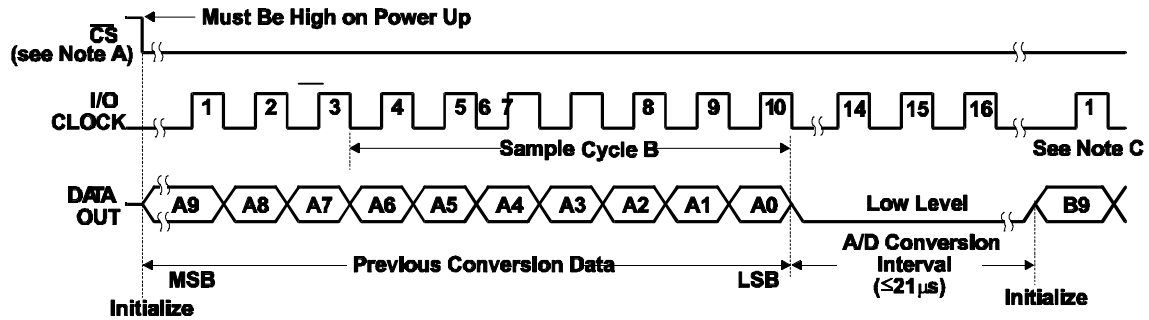 Must Be High on Power Up
CS
(see Note A)
I/O
CLOCK
1 2 3 4 5 6 7 8 9 10 14 15 16 1
Sample Cycle B
See Note C
DATA
OUT
A9 A8 A7 A6 A5 A4 A3 A2 A1 A0 Low Level B9
A/D Conversion
Interval
(≤21μs)
Previous Conversion Data
MSB
LSB
Initialize
Initialize